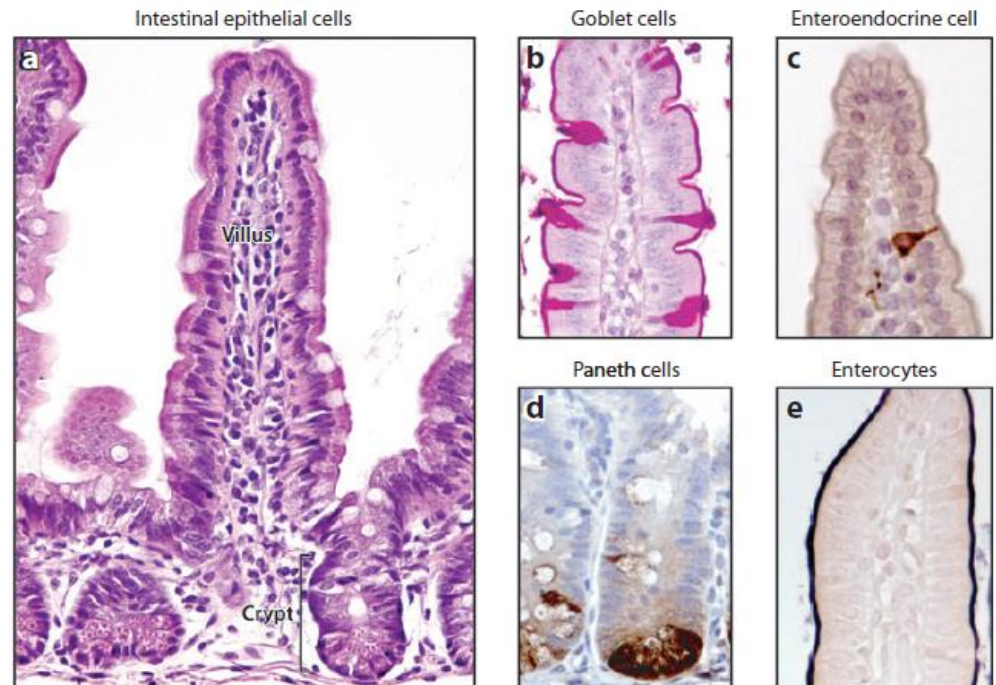 Intestinal epithelial cells
a
Villus
Crypt
Goblet cells
b
Enteroendocrine cell
c
Paneth cells
d
Enterocytes
e